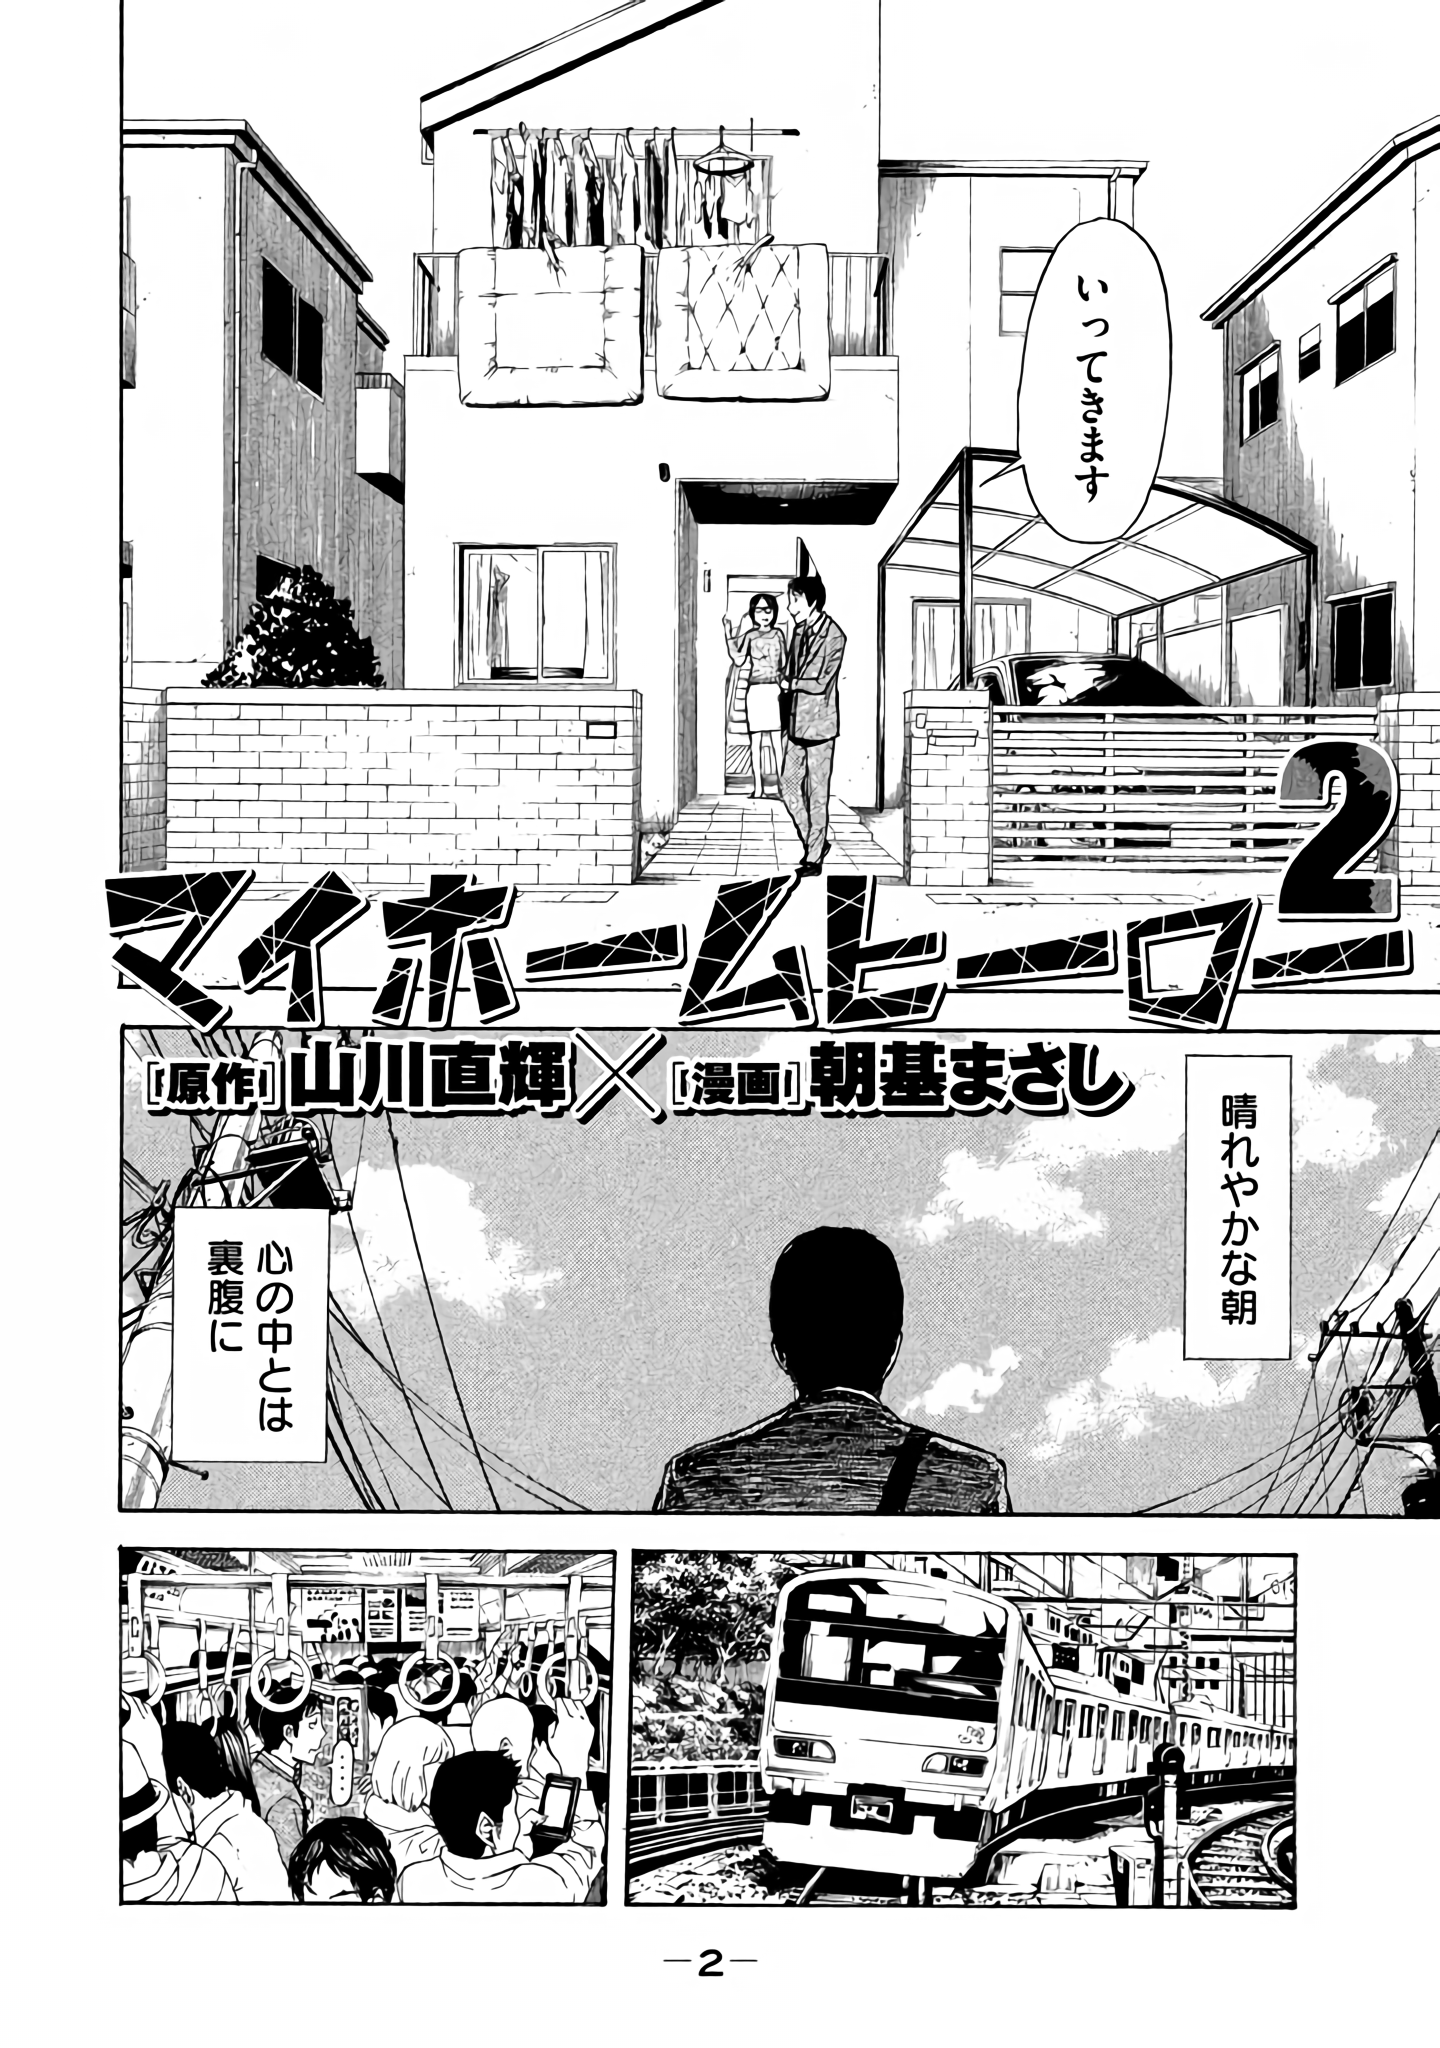 いってきます
2
マイホームヒーロー
[原作]山川直輝×[漫画]朝基まさし
晴れやかな朝
心の中とは
裏腹に
……
—2—